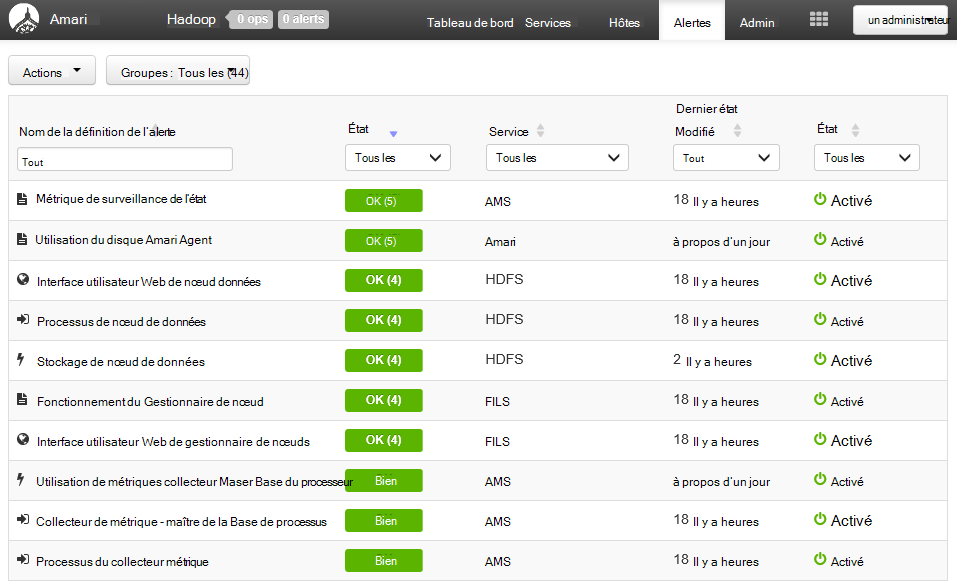 Amari Hadoop 0 ops 0 alerts Tableau de bord Services Hôtes Alertes Admin un administrateur
Actions Groupes : Tous les (44)
Dernier état
Nom de la définition de l'alerte État Service Modifié État
Tout Tous les Tous les Tout Tous les
Métrique de surveillance de l'état OK (5) AMS 18 Il y a heures Activé
Utilisation du disque Amari Agent OK (5) Amari à propos d'un jour Activé
Interface utilisateur Web de nœud données OK (4) HDFS 18 Il y a heures Activé
Processus de nœud de données OK (4) HDFS 18 Il y a heures Activé
Stockage de nœud de données OK (4) HDFS 2 Il y a heures Activé
Fonctionnement du Gestionnaire de nœud OK (4) FILS 18 Il y a heures Activé
Interface utilisateur Web de gestionnaire de nœuds OK (4) FILS 18 Il y a heures Activé
Utilisation de métriques collecteur Maser Base du processeur Bien AMS à propos d'un jour Activé
Collecteur de métrique - maître de la Base de processus Bien AMS 18 Il y a heures Activé
Processus du collecteur métrique Bien AMS 18 Il y a heures Activé